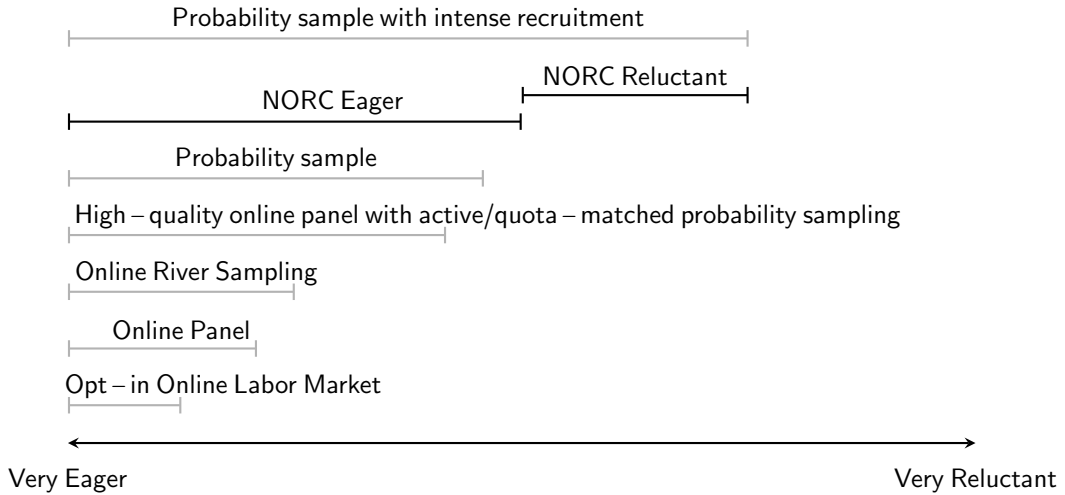 Probability sample with intense recruitment
NORC Reluctant
NORC Eager
Probability sample
High – quality online panel with active/quota – matched probability sampling
Online River Sampling
Online Panel
Opt – in Online Labor Market
Very Eager
Very Reluctant